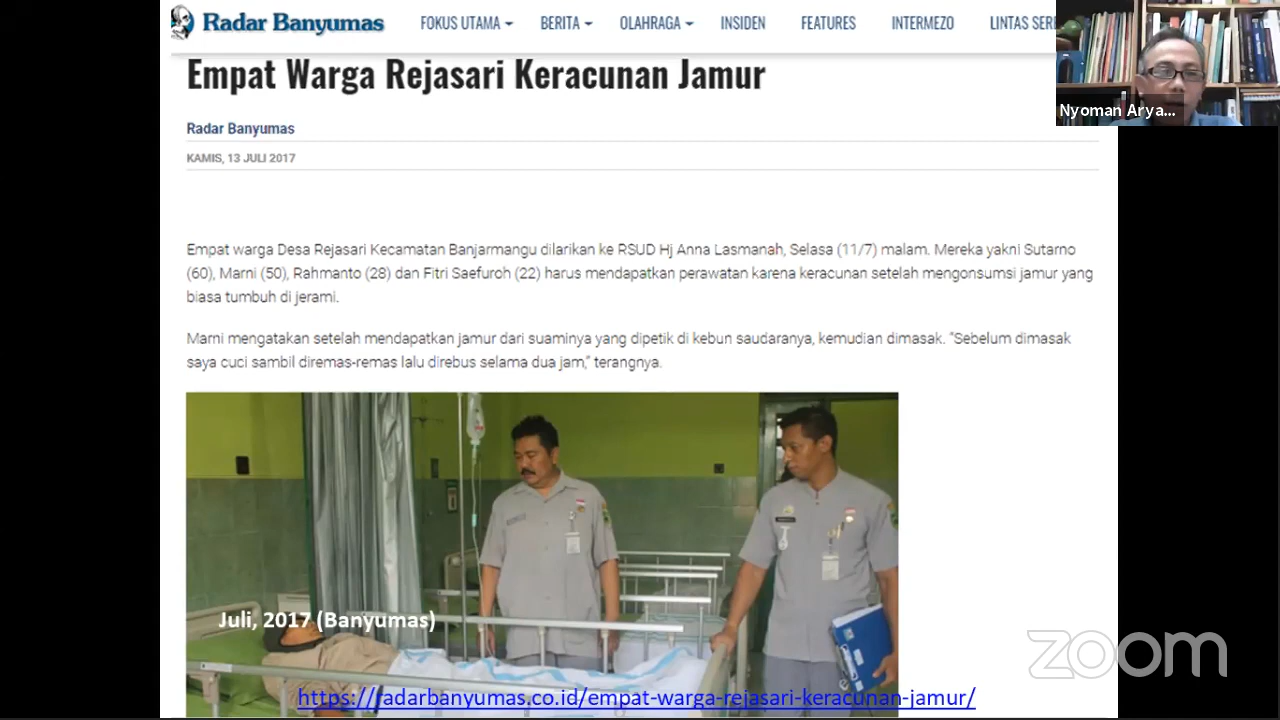 Radar Banyumas FOKUS UTAMA BERITA OLAHRAGA INSIDEN FEATURES INTERMEZO LINTAS SER
Empat Warga Rejasari Keracunan Jamur
Nyoman Arya...
Radar Banyumas
KAMIS, 13 JULI 2017
Empat warga Desa Rejasari Kecamatan Banjarmangu dilarikan ke RSUD Hj Anna Lasmanah, Selasa (11/7) malam. Mereka yakni Sutarno
(60), Marni (50), Rahmanto (28) dan Fitri Saefuroh (22) harus mendapatkan perawatan karena keracunan setelah mengonsumsi jamur yang
biasa tumbuh di jerami.
Marni mengatakan setelah mendapatkan jamur dari suaminya yang dipetik di kebun saudaranya, kemudian dimasak. “Sebelum dimasak
saya cuci sambil diremas-remas lalu direbus selama dua jam,” terangnya.
Juli, 2017 (Banyumas)
zoom
https://radarbanyumas.co.id/empat-warga-rejasari-keracunan-jamur/